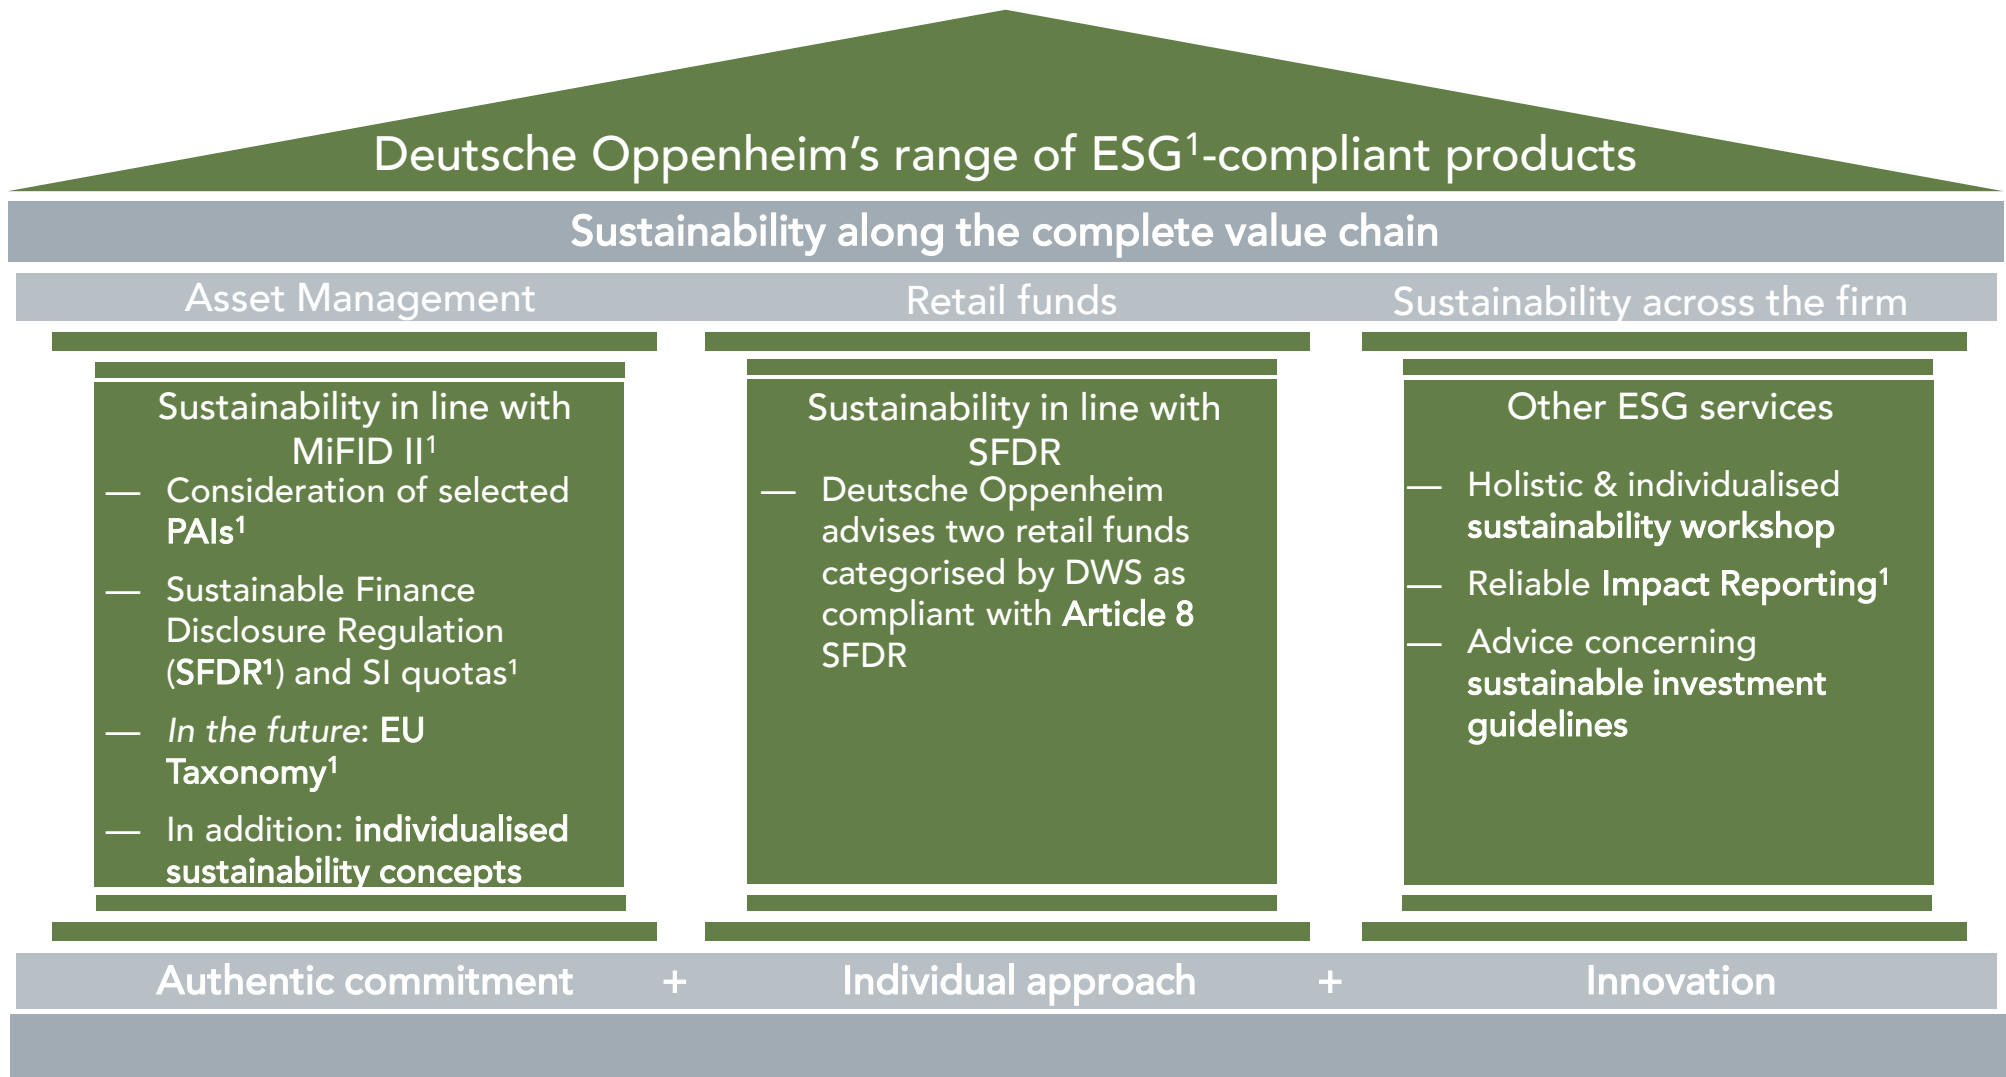 Deutsche Oppenheim’s range of ESG¹-compliant products
Sustainability along the complete value chain
Asset Management
Retail funds
Sustainability across the firm
Sustainability in line with
MiFID II¹
— Consideration of selected
PAIs¹
— Sustainable Finance
Disclosure Regulation
(SFDR¹) and SI quotas¹
— In the future: EU
Taxonomy¹
— In addition: individualised
sustainability concepts
Sustainability in line with
SFDR
— Deutsche Oppenheim
advises two retail funds
categorised by DWS as
compliant with Article 8
SFDR
Other ESG services
— Holistic & individualised
sustainability workshop
— Reliable Impact Reporting¹
— Advice concerning
sustainable investment
guidelines
Authentic commitment + Individual approach + Innovation